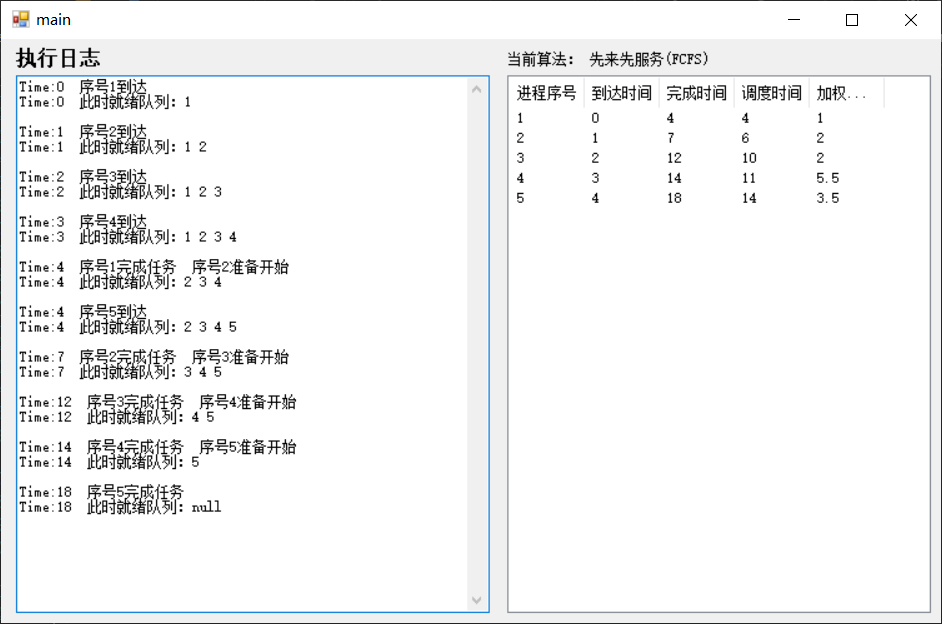 main
执行日志
Time:0 序号1到达
Time:0 此时就绪队列: 1
Time:1 序号2到达
Time:1 此时就绪队列: 1 2
Time:2 序号3到达
Time:2 此时就绪队列: 1 2 3
Time:3 序号4到达
Time:3 此时就绪队列: 1 2 3 4
Time:4 序号1完成任务 序号2准备开始
Time:4 此时就绪队列: 2 3 4
Time:4 序号5到达
Time:4 此时就绪队列: 2 3 4 5
Time:7 序号2完成任务 序号3准备开始
Time:7 此时就绪队列: 3 4 5
Time:12 序号3完成任务 序号4准备开始
Time:12 此时就绪队列: 4 5
Time:14 序号4完成任务 序号5准备开始
Time:14 此时就绪队列: 5
Time:18 序号5完成任务
Time:18 此时就绪队列: null
当前算法: 先来先服务(FCFS)
进程序号 到达时间 完成时间 调度时间 加权...
1 0 4 4 1
2 1 7 6 2
3 2 12 10 2
4 3 14 11 5.5
5 4 18 14 3.5